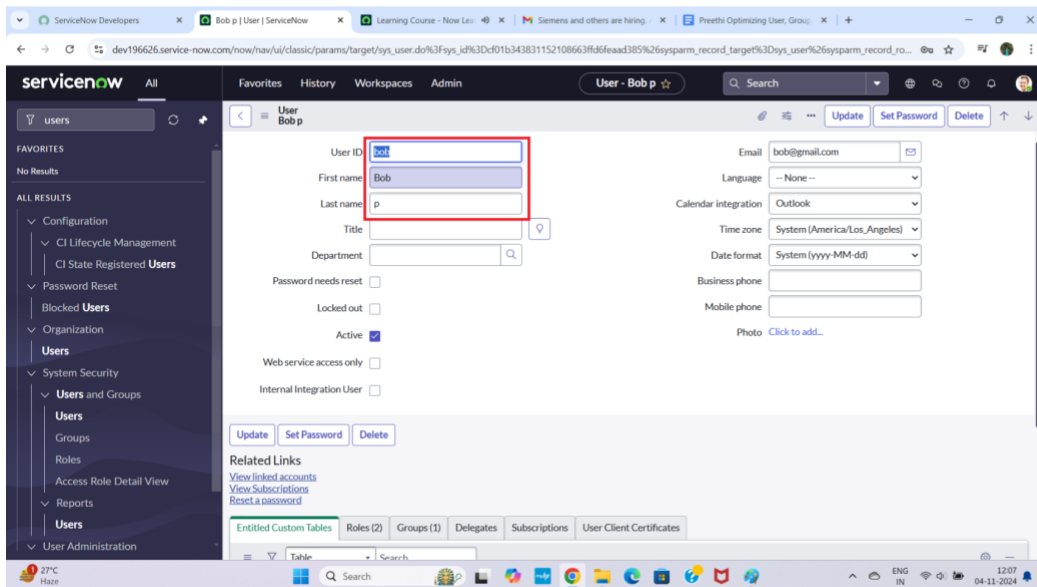 ServiceNow Developers
Bob p | User | ServiceNow
Learning Course - Now Lea
Siemens and others are hiring.
Preethi Optimizing User, Group,
dev196626.service-now.com/now/nav/ui/classic/params/target/sys_user.do%3Fsys_id%3Dcf01b343831152108663ffd6feaad385%26sysparm_record_target%3Dsys_user%26sysparm_record_ro...
servicenow
All
Favorites
History
Workspaces
Admin
User - Bob p
Search
users
User
Bob p
Update
Set Password
Delete
FAVORITES
No Results
ALL RESULTS
Configuration
CI Lifecycle Management
CI State Registered Users
Password Reset
Blocked Users
Organization
Users
System Security
Users and Groups
Users
Groups
Roles
Access Role Detail View
Reports
Users
User Administration
User ID bob
First name Bob
Last name p
Title
Department
Password needs reset
Locked out
Active
Web service access only
Internal Integration User
Email bob@gmail.com
Language -- None --
Calendar integration Outlook
Time zone System (America/Los_Angeles)
Date format System (yyyy-MM-dd)
Business phone
Mobile phone
Photo Click to add...
Update
Set Password
Delete
Related Links
View linked accounts
View Subscriptions
Reset a password
Entitled Custom Tables
Roles (2)
Groups (1)
Delegates
Subscriptions
User Client Certificates
Table
Search
27°C
Haze
Search
ENG
IN
12:07
04-11-2024